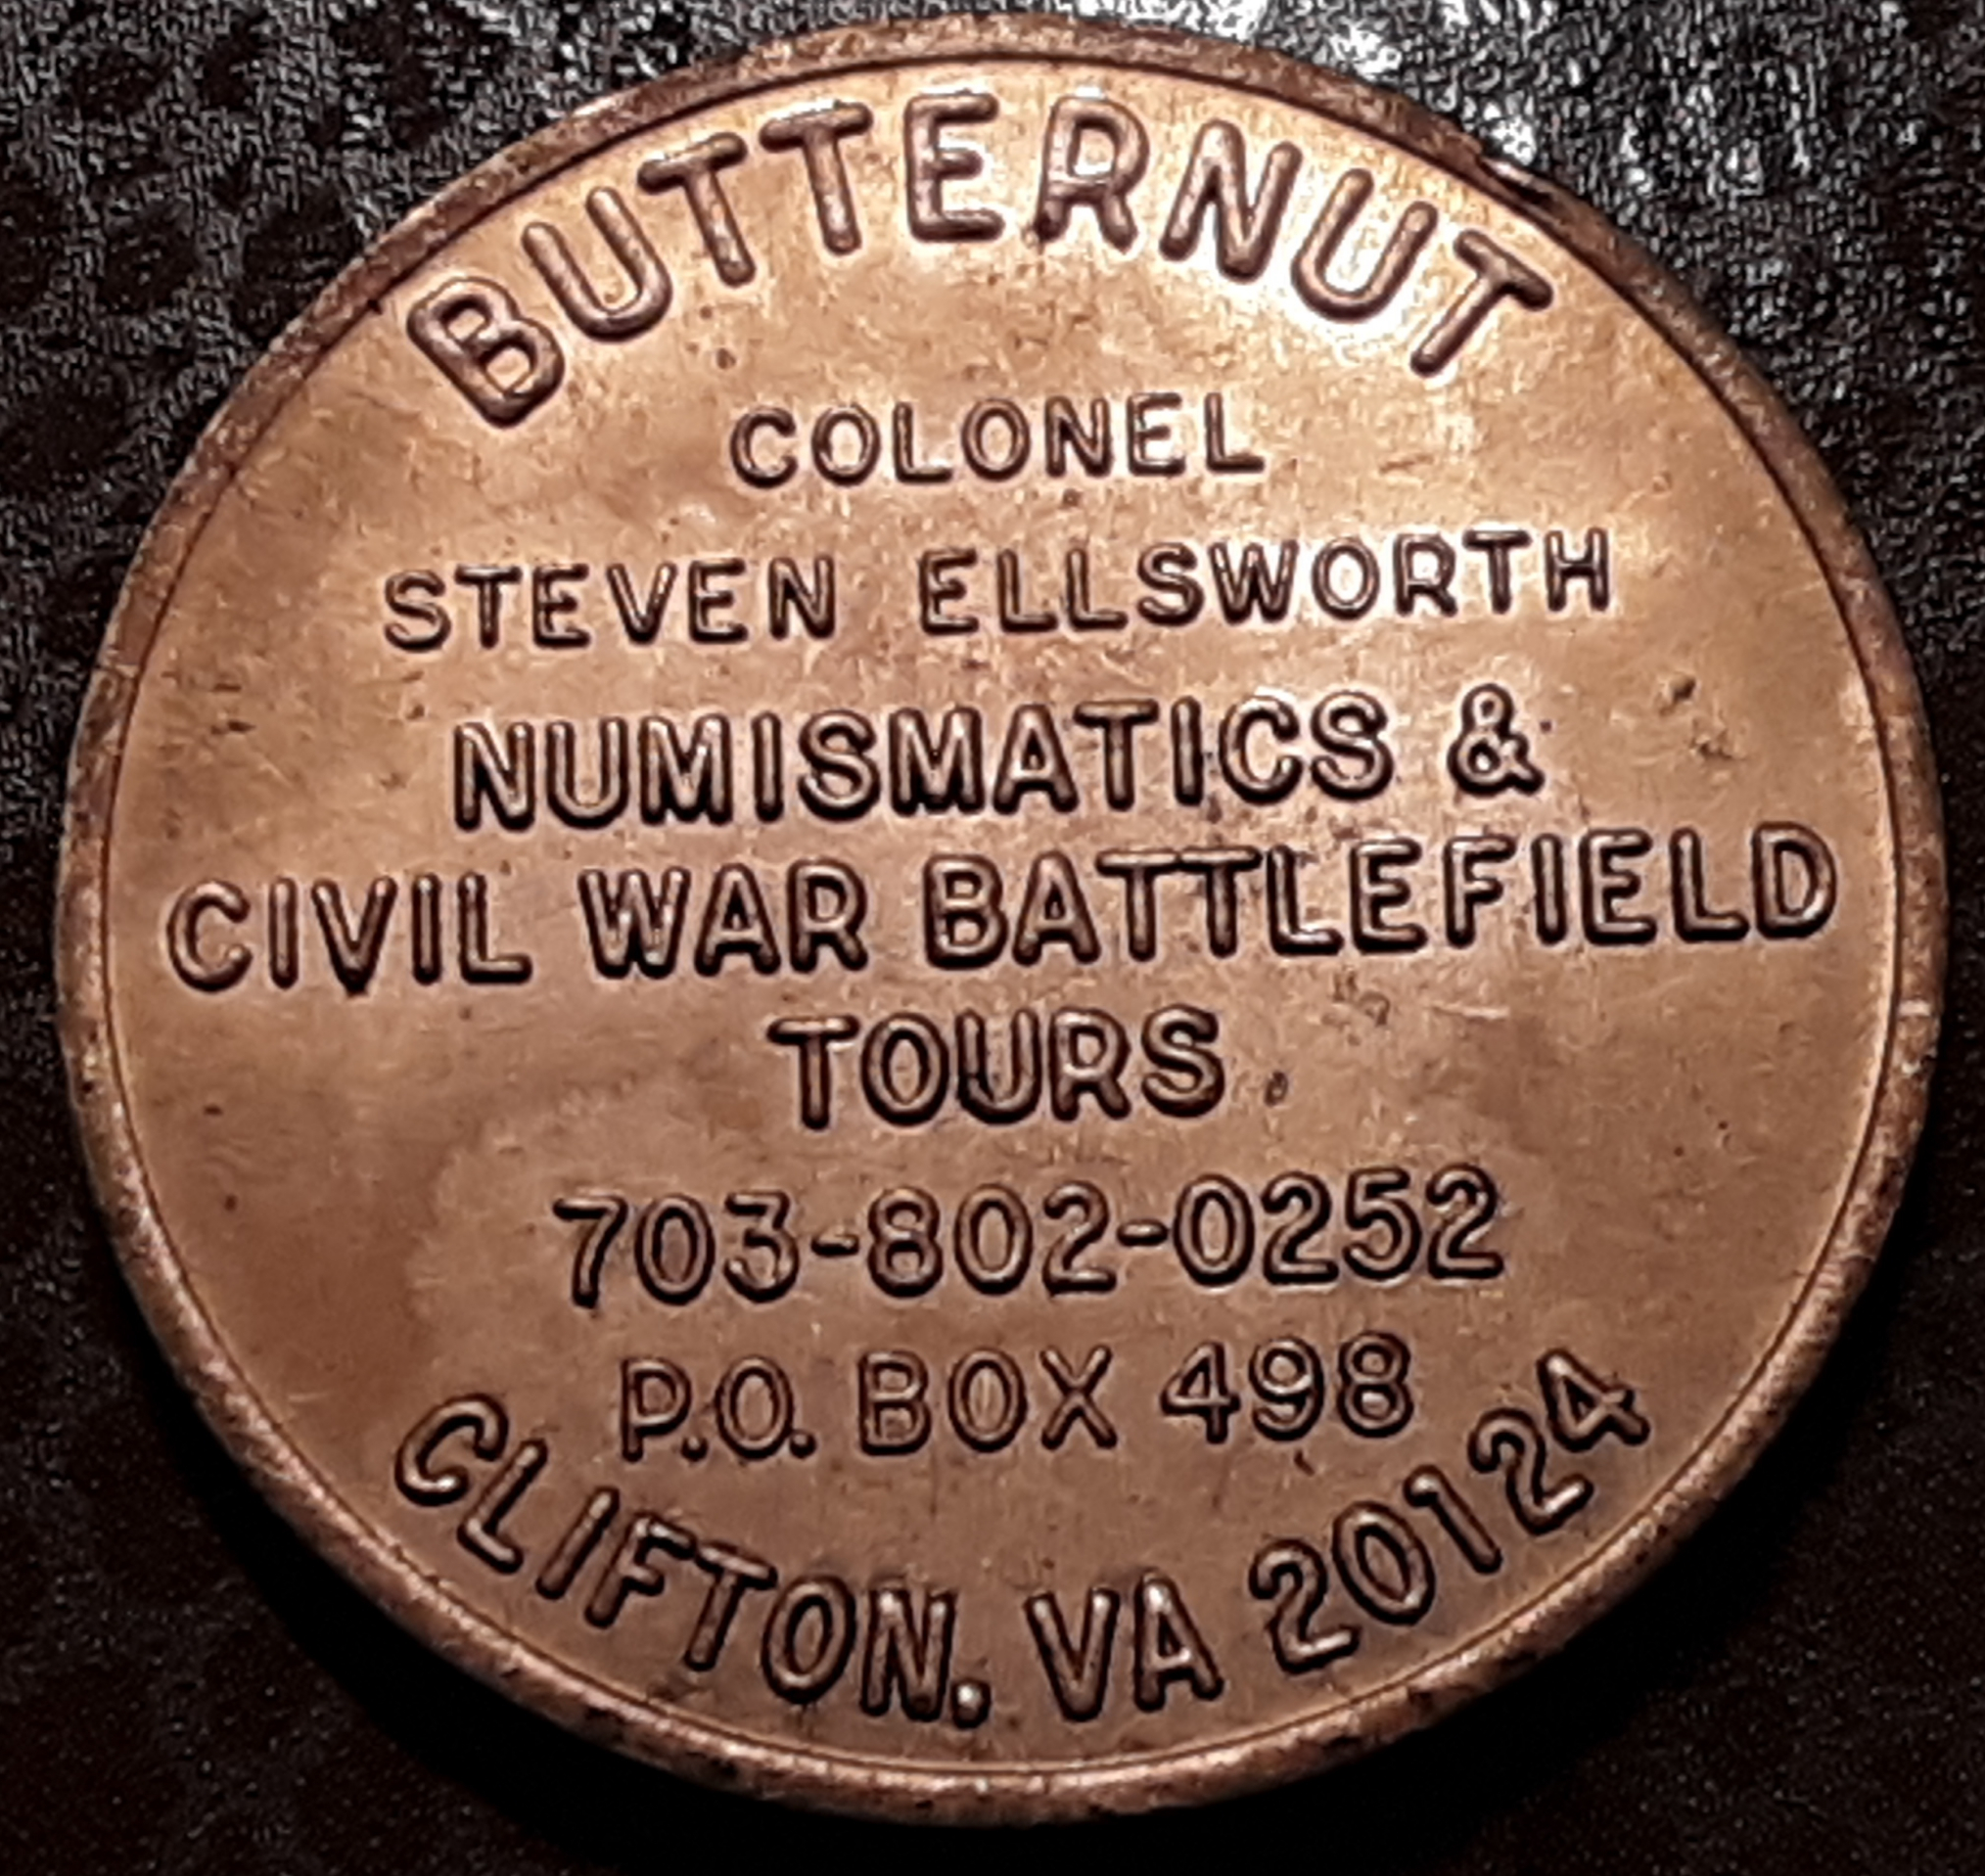 BUTTERNUT
COLONEL
STEVEN ELLSWORTH
NUMISMATICS &
CIVIL WAR BATTLEFIELD
TOURS
703-802-0252
P.O. BOX 498
CLIFTON, VA 20124